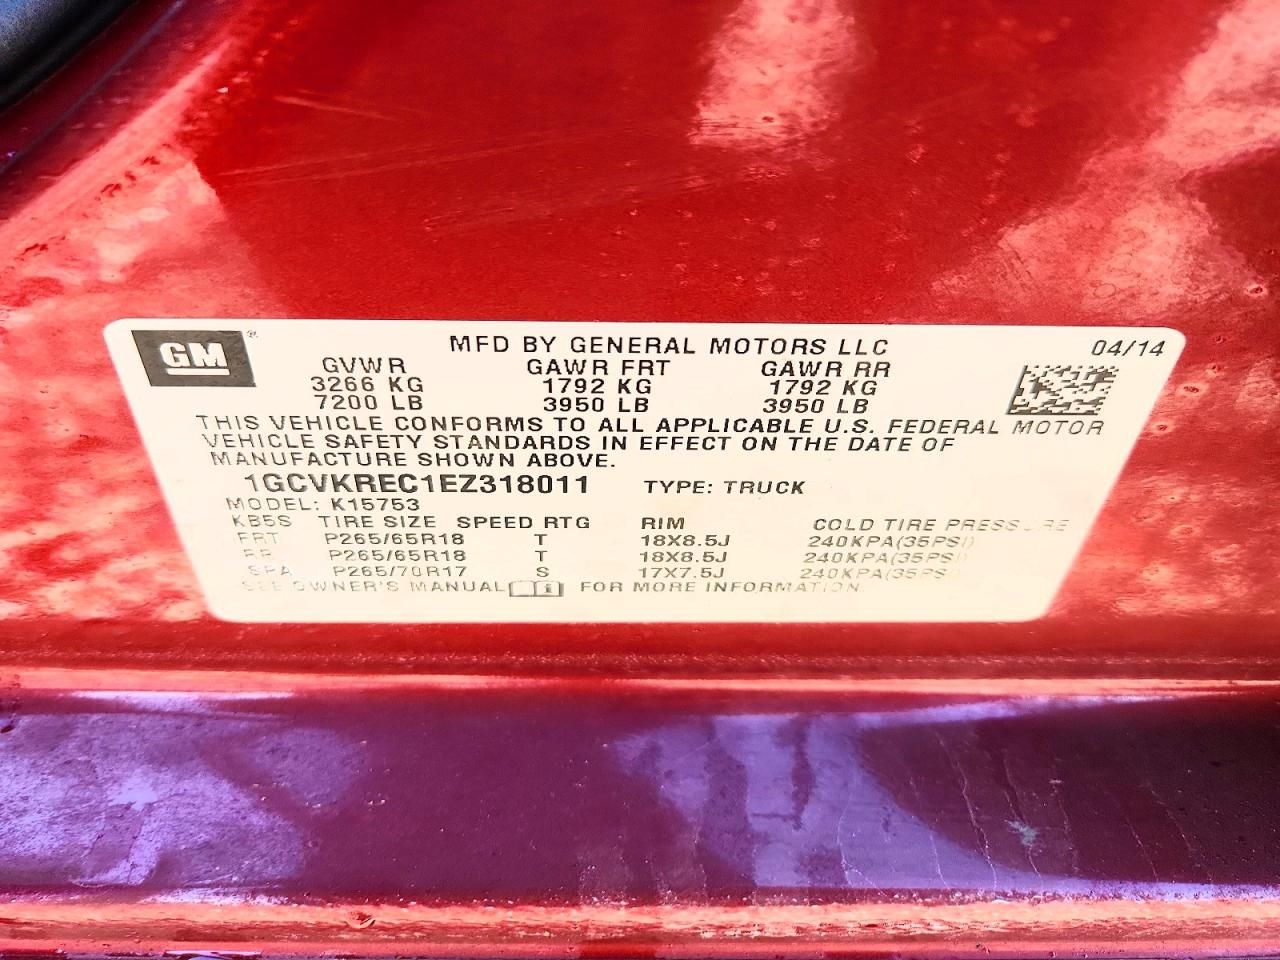 GM®
MFD BY GENERAL MOTORS LLC 04/14
GVWR GAWR FRT GAWR RR
3266 KG 1792 KG 1792 KG
7200 LB 3950 LB 3950 LB
THIS VEHICLE CONFORMS TO ALL APPLICABLE U.S. FEDERAL MOTOR
VEHICLE SAFETY STANDARDS IN EFFECT ON THE DATE OF
MANUFACTURE SHOWN ABOVE.
1GCVKREC1EZ318011 TYPE: TRUCK
MODEL: K15753
KB5S TIRE SIZE SPEED RTG RIM COLD TIRE PRESSURE
FRT P265/65R18 T 18X8.5J 240KPA(35PSI)
RR P265/65R18 T 18X8.5J 240KPA(35PSI)
SPA P265/70R17 S 17X7.5J 240KPA(35PSI)
SEE OWNER'S MANUAL FOR MORE INFORMATION.